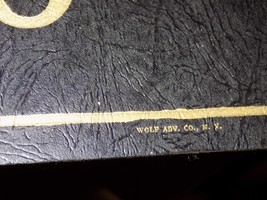 WOLF ADV. CO., N. Y.